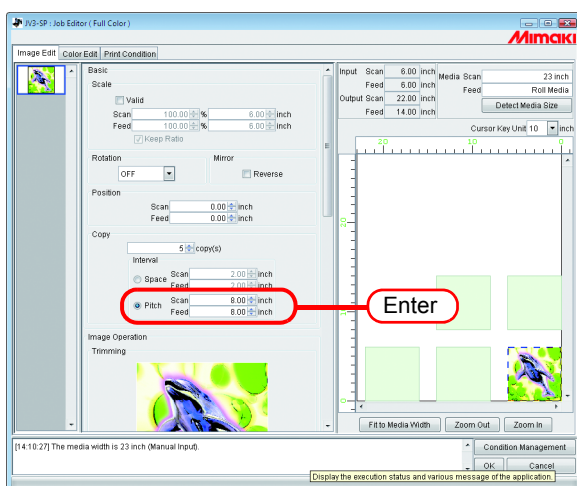 JV3-SP : Job Editor ( Full Color )
Mimaki
Image Edit Color Edit Print Condition
Basic
Scale
Valid
Scan 100.00 % 6.00 inch
Feed 100.00 % 6.00 inch
Keep Ratio
Rotation Mirror
OFF Reverse
Position
Scan 0.00 inch
Feed 0.00 inch
Copy
5 copy(s)
Interval
Space Scan 2.00 inch
Feed 2.00 inch
Pitch Scan 8.00 inch
Feed 8.00 inch
Enter
Image Operation
Trimming
Input Scan 6.00 inch
Feed 6.00 inch
Output Scan 22.00 inch
Feed 14.00 inch
Media Scan 23 inch
Feed Roll Media
Detect Media Size
Cursor Key Unit 10 inch
20 10 0
20
0
Fit to Media Width Zoom Out Zoom In
[14:10:27] The media width is 23 inch (Manual Input).
Condition Management
OK Cancel
Display the execution status and various message of the application.